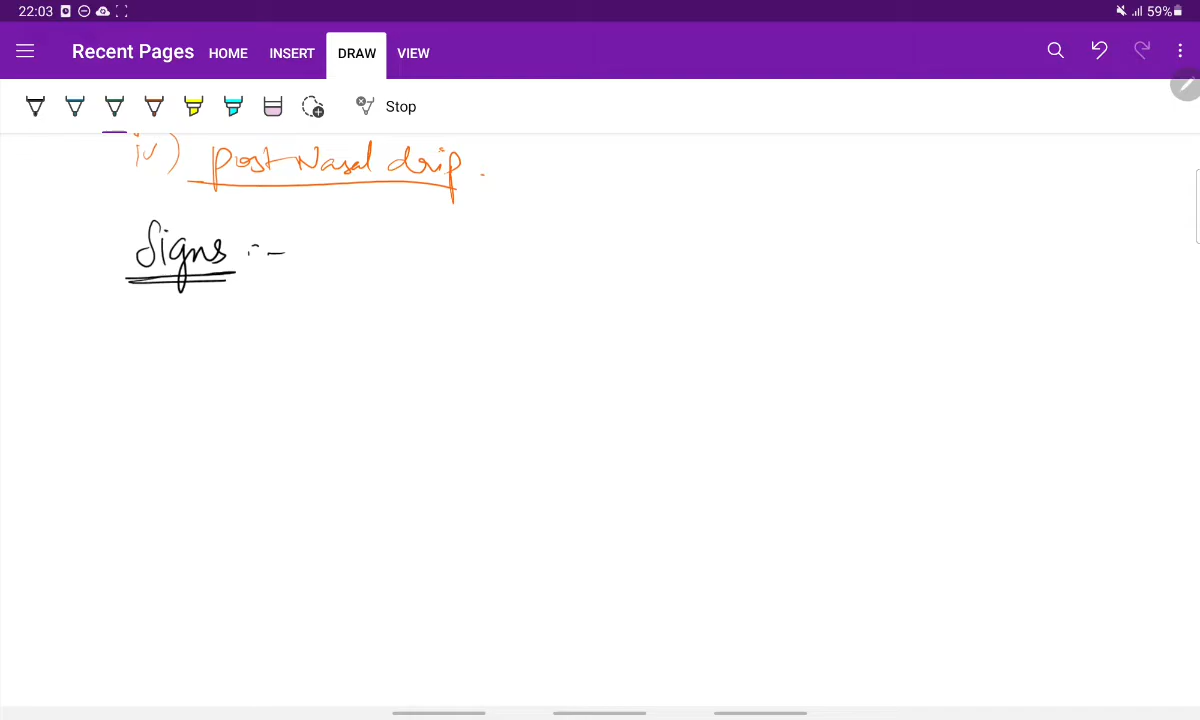 22:03 59%
Recent Pages HOME INSERT DRAW VIEW
Stop
iv) post Nasal drip.
Signs :-